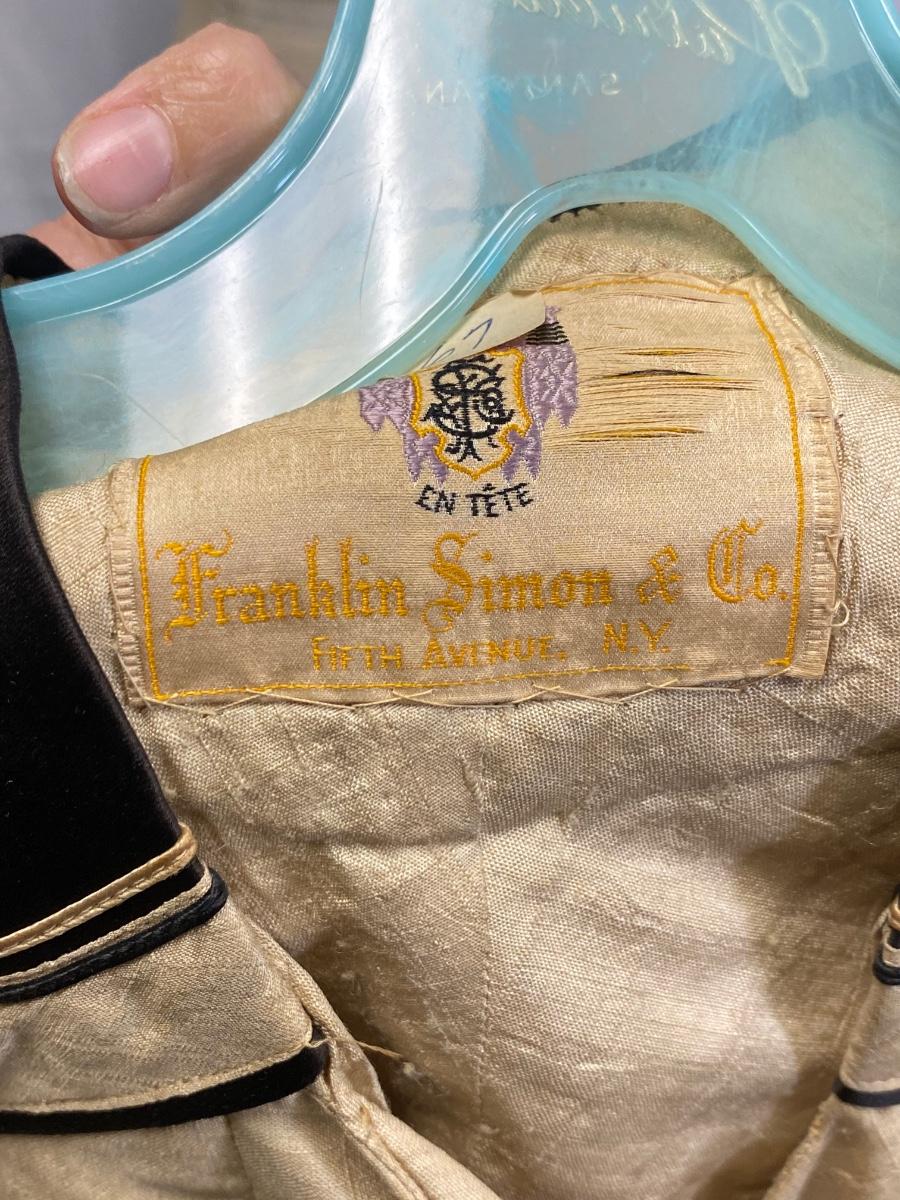 EN TÊTE
Franklin Simon & Co.
FIFTH AVENUE. N.Y.